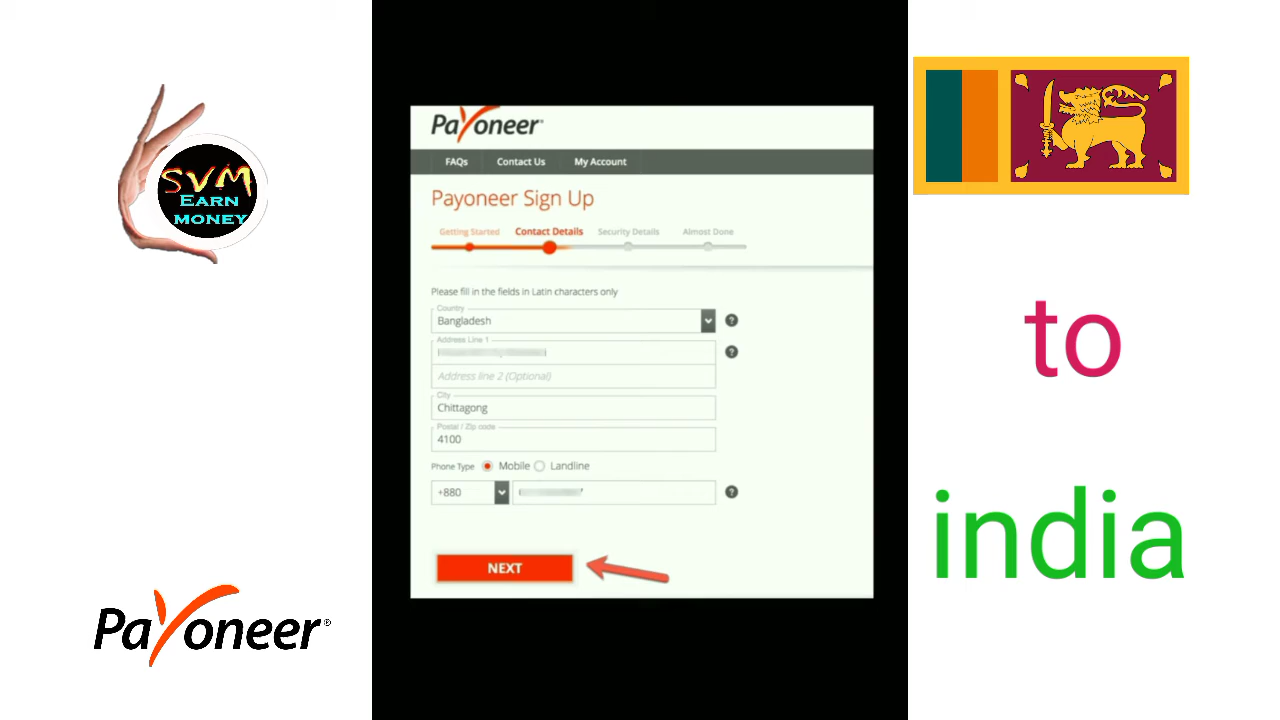 SVM
EARN
MONEY
Payoneer®
Payoneer
FAQs Contact Us My Account
Payoneer Sign Up
Getting Started Contact Details Security Details Almost Done
Please fill in the fields in Latin characters only
Country
Bangladesh
?
Address Line 1
?
Address line 2 (Optional)
City
Chittagong
Postal / Zip code
4100
Phone Type Mobile Landline
+880
?
NEXT
to
india